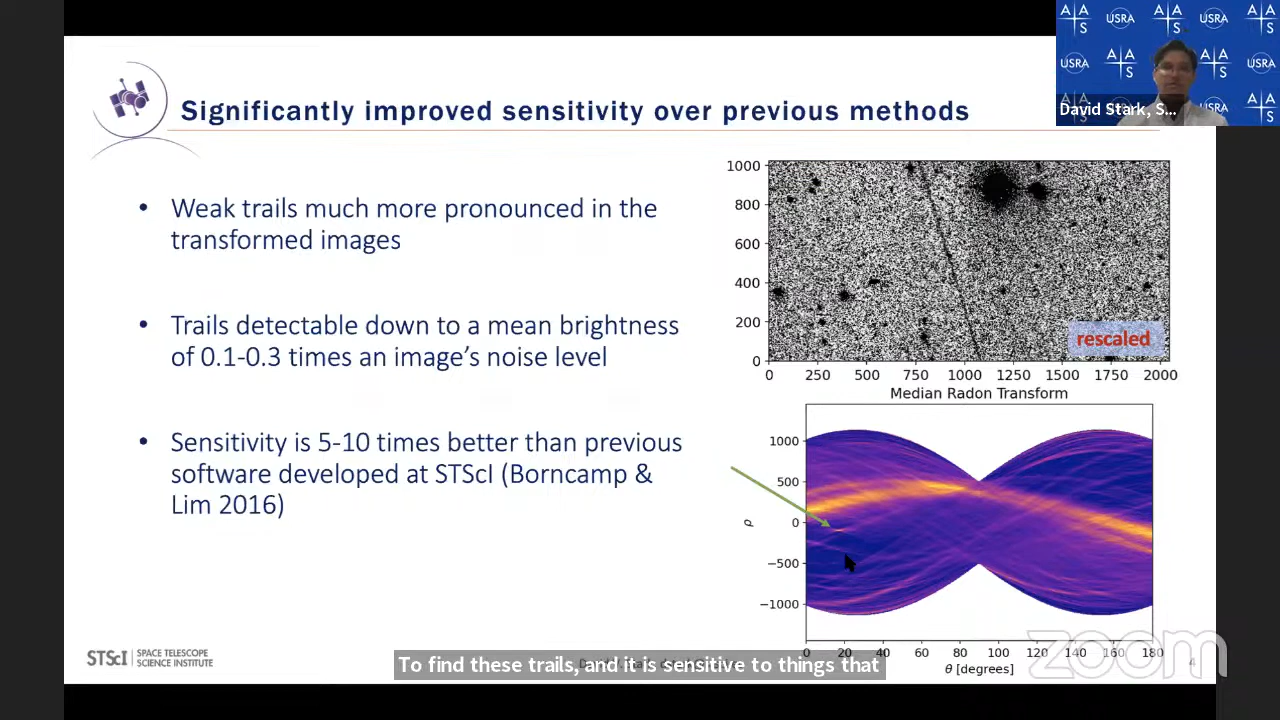 Significantly improved sensitivity over previous methods
David Stark, S...
• Weak trails much more pronounced in the
transformed images
• Trails detectable down to a mean brightness
of 0.1-0.3 times an image's noise level
• Sensitivity is 5-10 times better than previous
software developed at STScI (Borncamp &
Lim 2016)
1000
800
600
400
200
0
rescaled
0 250 500 750 1000 1250 1500 1750 2000
Median Radon Transform
1000
500
0
−500
−1000
ρ
0 20 40 60 80 100 120 140 160 180
θ [degrees]
STScI | SPACE TELESCOPE
SCIENCE INSTITUTE
To find these trails, and it is sensitive to things that
4
zoom
A A S
USRA
A A S
USRA
A A S
USRA
A A S
A A S
USRA
USRA
A S